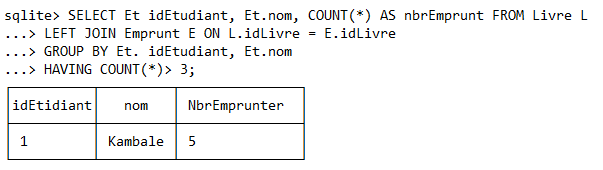 sqlite> SELECT Et idEtudiant, Et.nom, COUNT(*) AS nbrEmprunt FROM Livre L
...> LEFT JOIN Emprunt E ON L.idLivre = E.idLivre
...> GROUP BY Et. idEtudiant, Et.nom
...> HAVING COUNT(*)> 3;
idEtidiant nom NbrEmprunter
1 Kambale 5